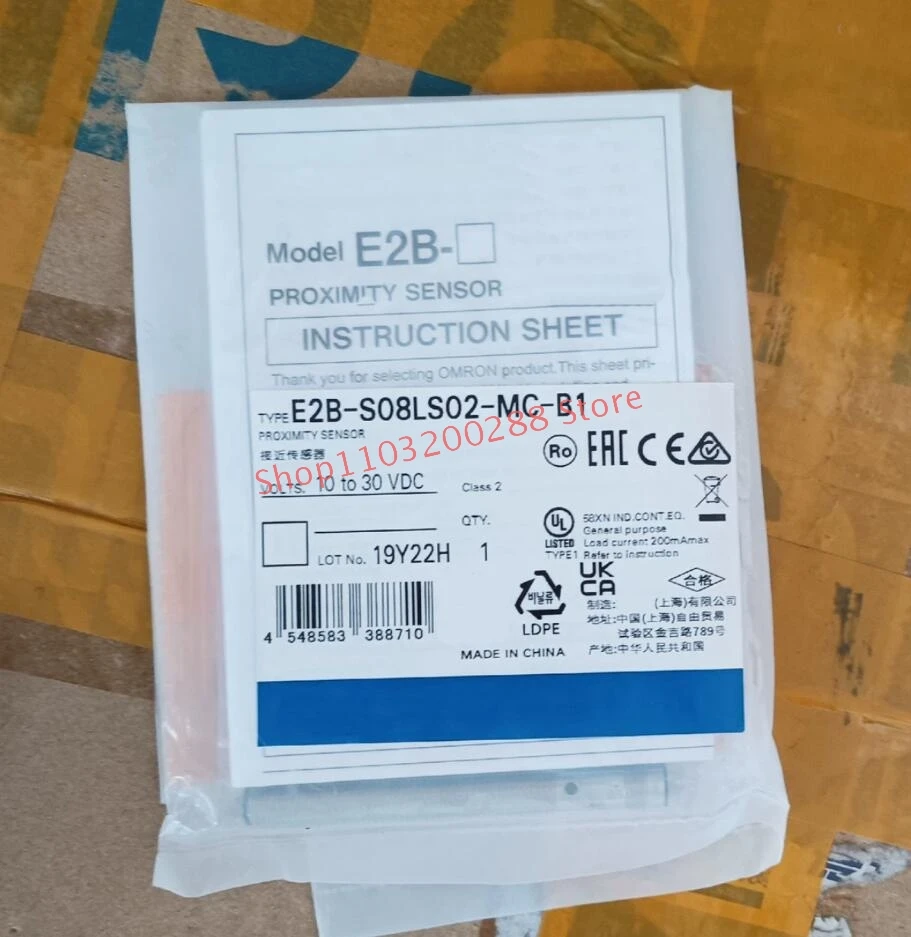 Model E2B-
PROXIMITY SENSOR
INSTRUCTION SHEET
Thank you for selecting OMRON product.This sheet pri-
TYPE E2B-S08LS02-MC-B1
PROXIMITY SENSOR
接近传感器
Shop1103200288 Store
VOLTS. 10 to 30 VDC
Class 2
Ro EAC CE
QTY.
LOT No. 19Y22H 1
UL
LISTED
TYPE1
58XN IND.CONT.EQ.
General purpose
Load current 200mAmax
Refer to instruction
4 548583 388710
비닐류
LDPE
UK
CA
合格
制造: (上海)有限公司
地址:中国(上海)自由贸易
试验区金吉路789号
产地:中华人民共和国
MADE IN CHINA